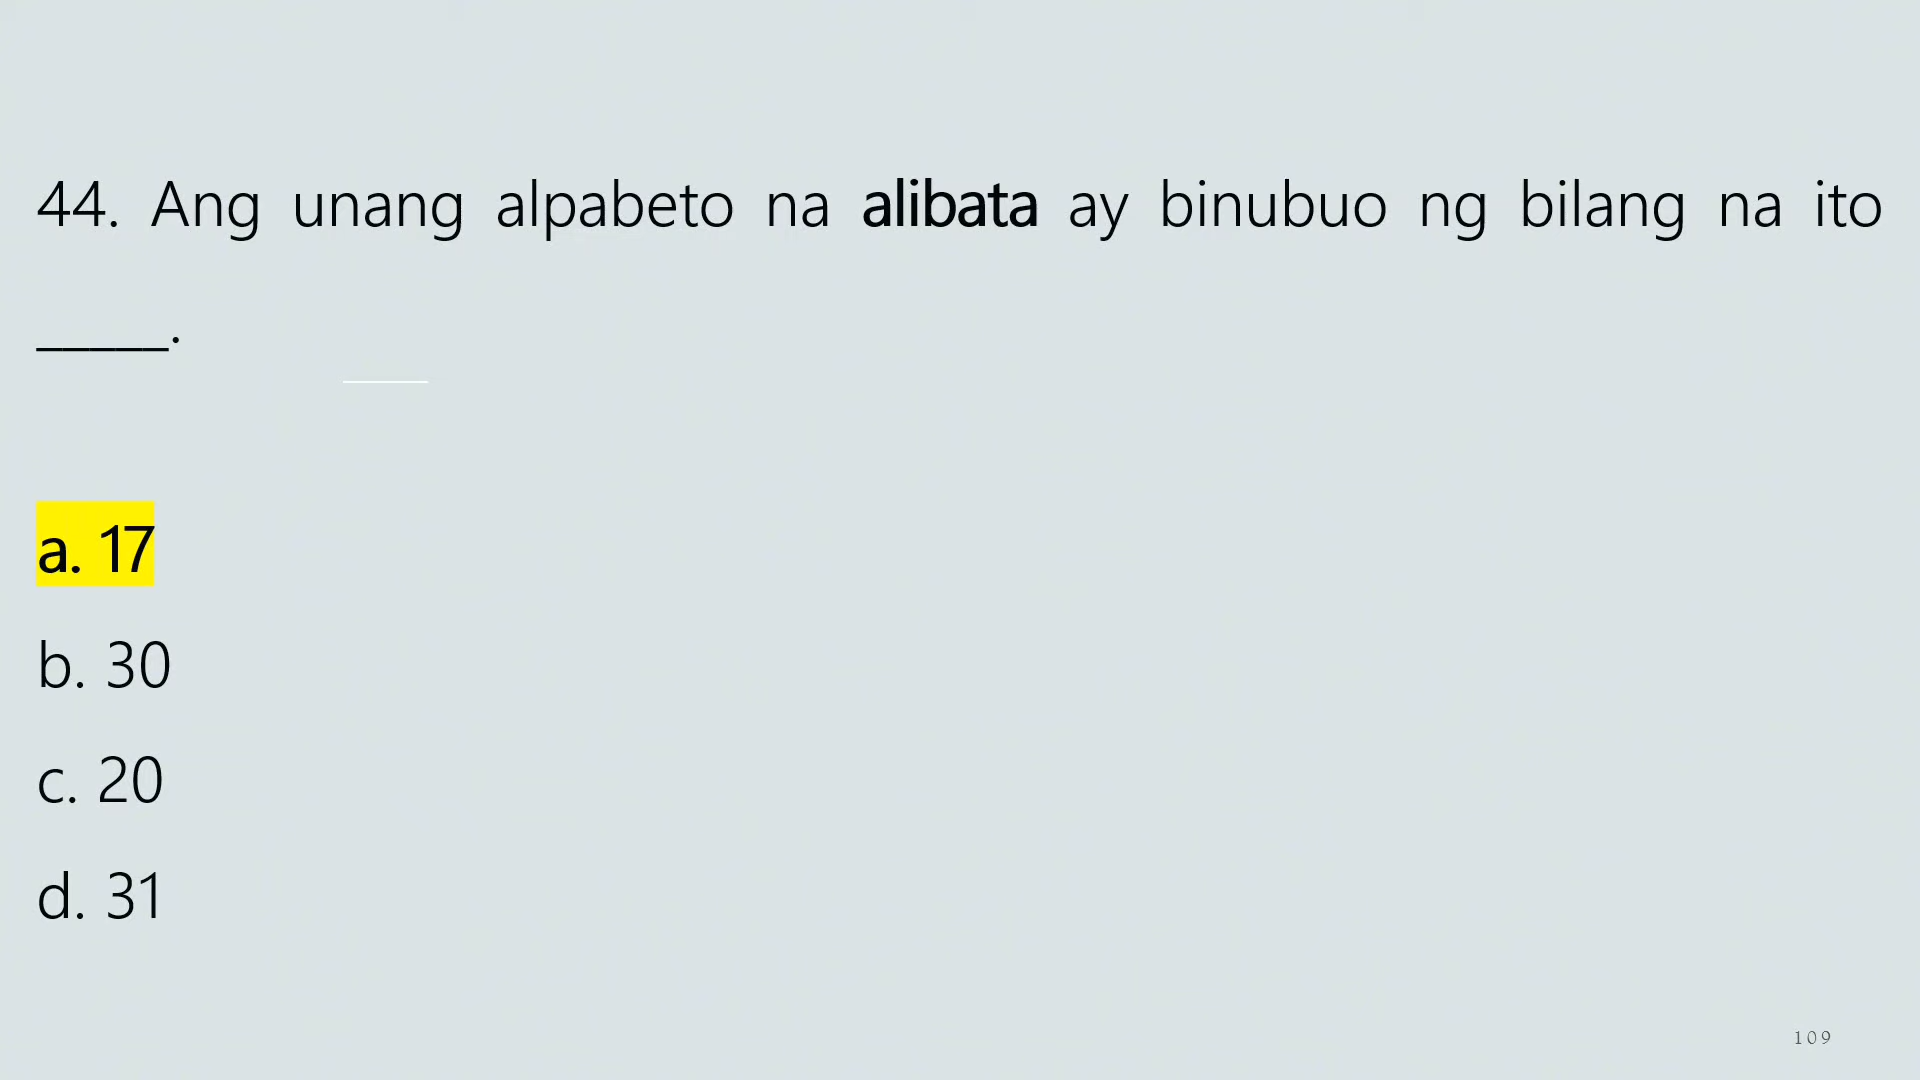 44. Ang unang alpabeto na alibata ay binubuo ng bilang na ito
_____.
a. 17
b. 30
c. 20
d. 31
109